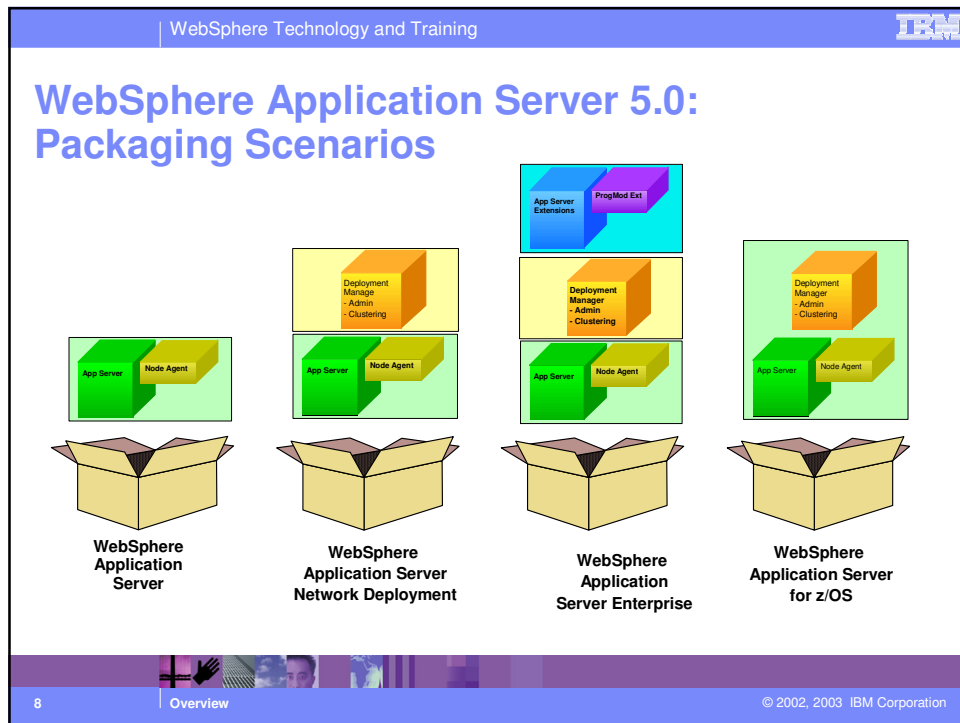 WebSphere Technology and Training
IBM
WebSphere Application Server 5.0:
Packaging Scenarios
App Server
Node Agent
WebSphere
Application
Server
Deployment
Manage
- Admin
- Clustering
App Server
Node Agent
WebSphere
Application Server
Network Deployment
App Server
Extensions
ProgMod Ext
Deployment
Manager
- Admin
- Clustering
App Server
Node Agent
WebSphere
Application
Server Enterprise
Deployment
Manager
- Admin
- Clustering
App Server
Node Agent
WebSphere
Application Server
for z/OS
8
Overview
© 2002, 2003 IBM Corporation